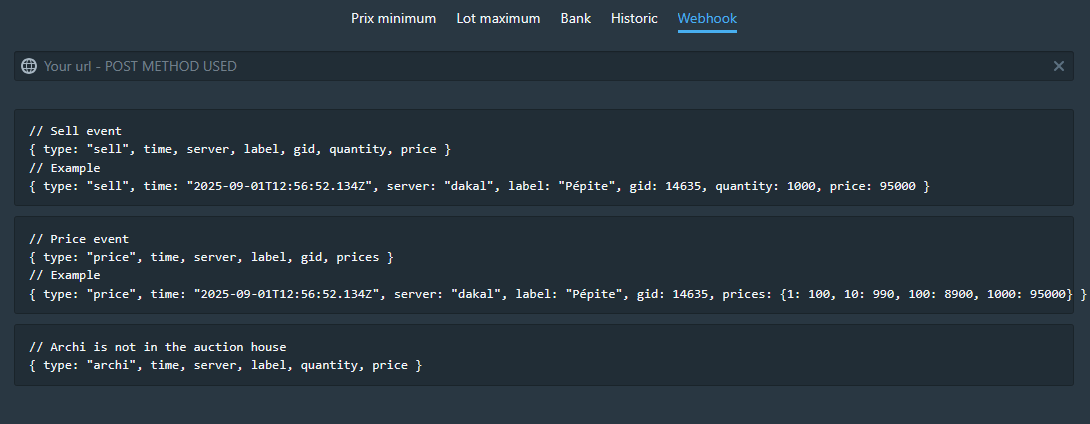 Prix minimum Lot maximum Bank Historic Webhook
Your url - POST METHOD USED
// Sell event
{ type: "sell", time, server, label, gid, quantity, price }
// Example
{ type: "sell", time: "2025-09-01T12:56:52.134Z", server: "dakal", label: "Pépite", gid: 14635, quantity: 1000, price: 95000 }
// Price event
{ type: "price", time, server, label, gid, prices }
// Example
{ type: "price", time: "2025-09-01T12:56:52.134Z", server: "dakal", label: "Pépite", gid: 14635, prices: {1: 100, 10: 990, 100: 8900, 1000: 95000} }
// Archi is not in the auction house
{ type: "archi", time, server, label, quantity, price }